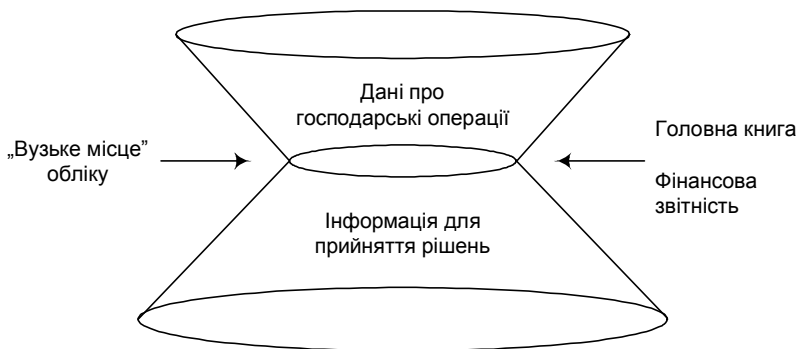 Дані про
господарські операції
„Вузьке місце”
обліку
Головна книга
Фінансова
звітність
Інформація для
прийняття рішень